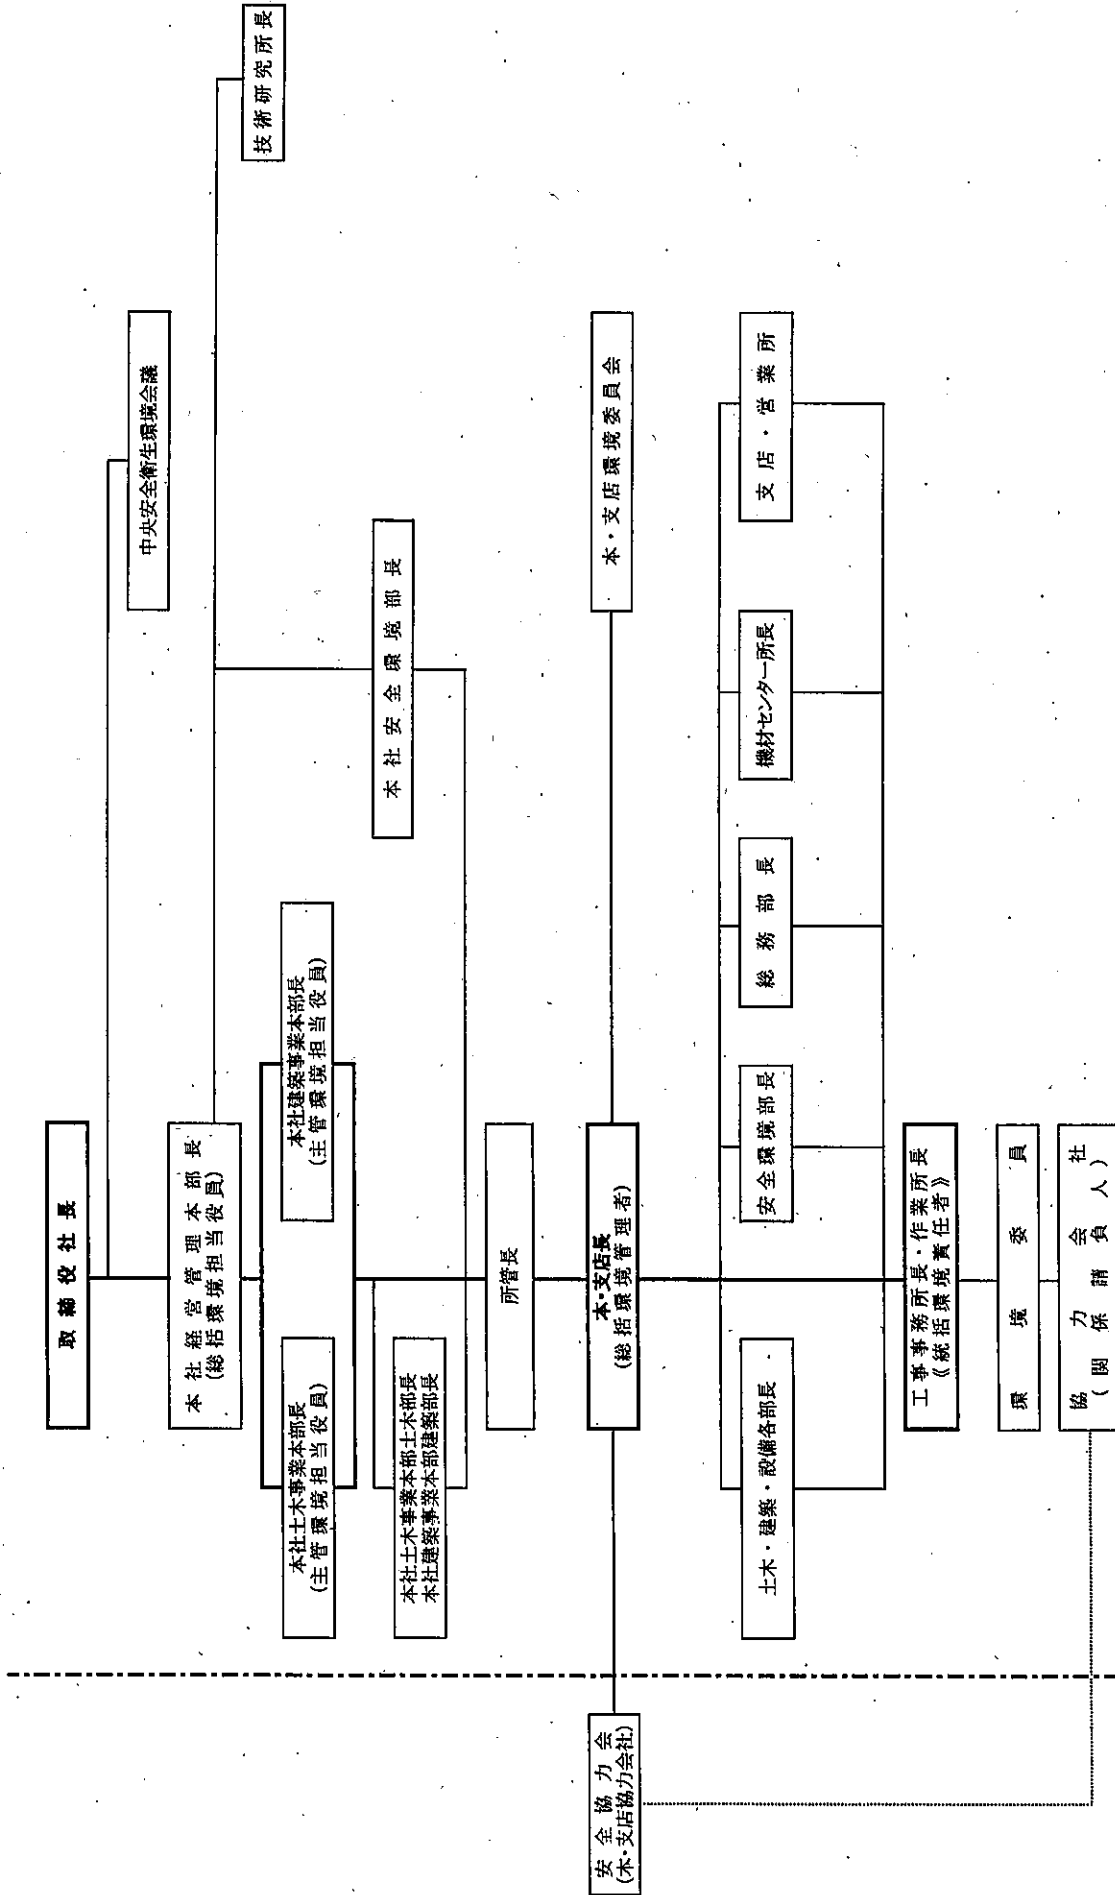 取締役社長
中央安全衛生環境会議
本社経営管理本部長
(総括環境担当役員)
技術研究所長
本社土木事業本部長
(主管環境担当役員)
本社建築事業本部長
(主管環境担当役員)
本社土木事業本部土木部長
本社建築事業本部建築部長
本社安全環境部長
所管長
安全協力会
(本・支店協力会社)
本・支店長
(総括環境管理者)
本・支店環境委員会
土木・建築・設備各部長
安全環境部長
総務部長
機材センター所長
支店・営業所
工事事務所長・作業所長
《統括環境責任者》
環境委員
協力会社
(関係請負人)